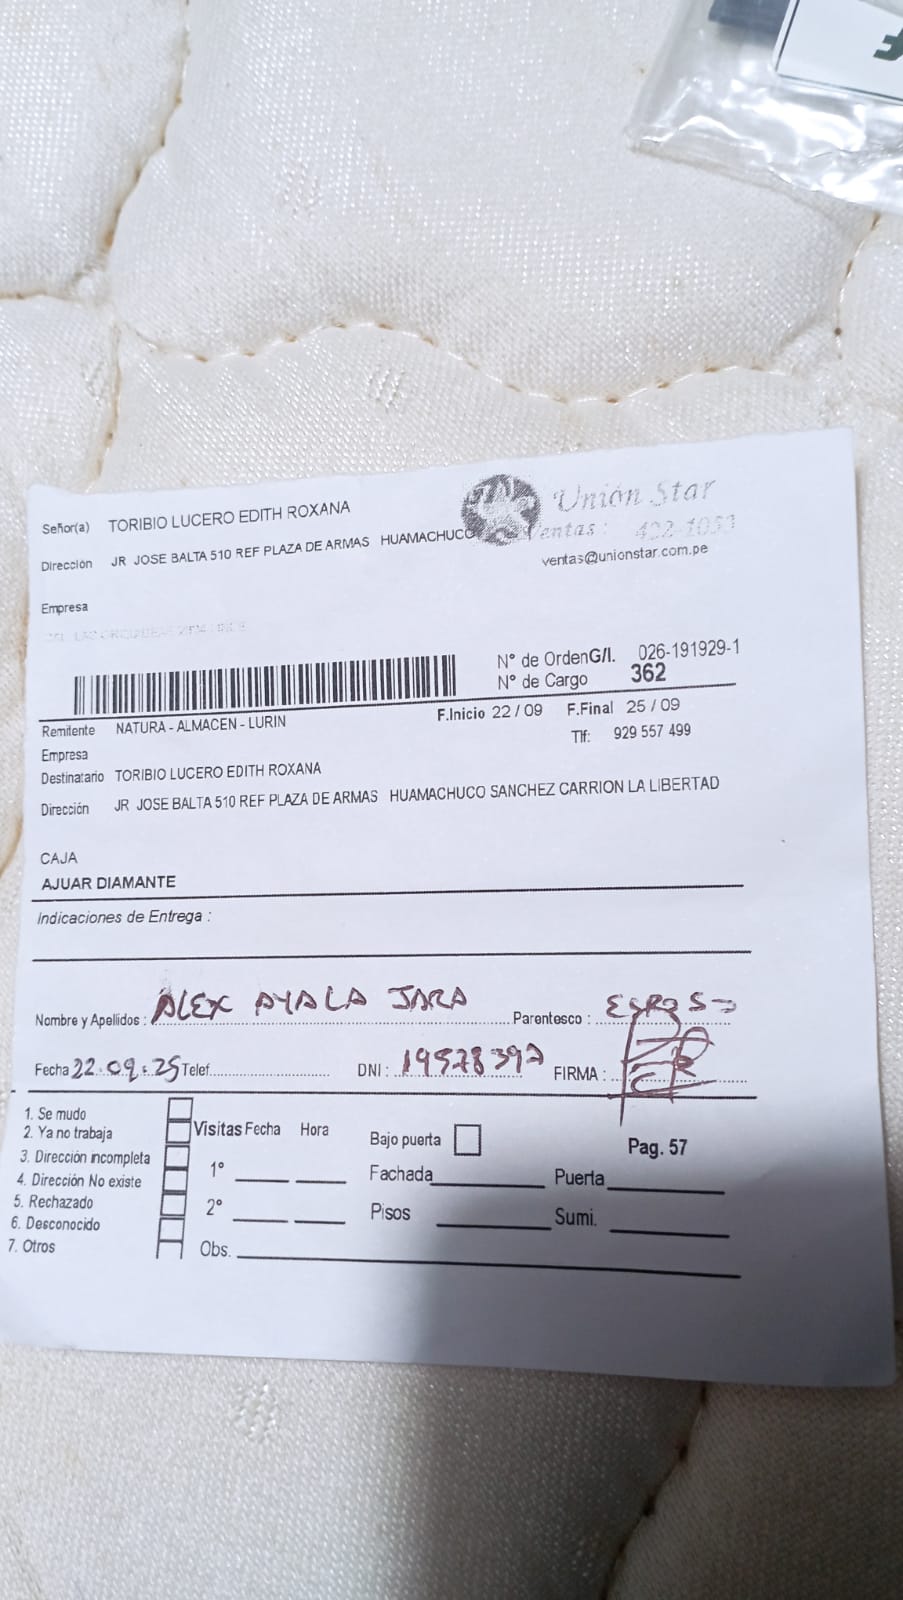 Señor(a) TORIBIO LUCERO EDITH ROXANA
Unión Star
Dirección JR JOSE BALTA 510 REF PLAZA DE ARMAS HUAMACHUCO
Ventas: 422-1053
ventas@unionstar.com.pe
Empresa
N° de OrdenG/I. 026-191929-1
N° de Cargo 362
Remitente NATURA - ALMACEN - LURIN
F.Inicio 22 / 09 F.Final 25 / 09
Empresa
Tlf: 929 557 499
Destinatario TORIBIO LUCERO EDITH ROXANA
Dirección JR JOSE BALTA 510 REF PLAZA DE ARMAS HUAMACHUCO SANCHEZ CARRION LA LIBERTAD
CAJA
AJUAR DIAMANTE
Indicaciones de Entrega :
Nombre y Apellidos : ALEX AYALA JARA Parentesco : ESPOSO
Fecha 22.09.25 Telef. DNI : 19578397 FIRMA :
1. Se mudo
2. Ya no trabaja
3. Dirección incompleta
4. Dirección No existe
5. Rechazado
6. Desconocido
7. Otros
Visitas Fecha Hora
1°
2°
Obs.
Bajo puerta
Pag. 57
Fachada Puerta
Pisos Sumi.